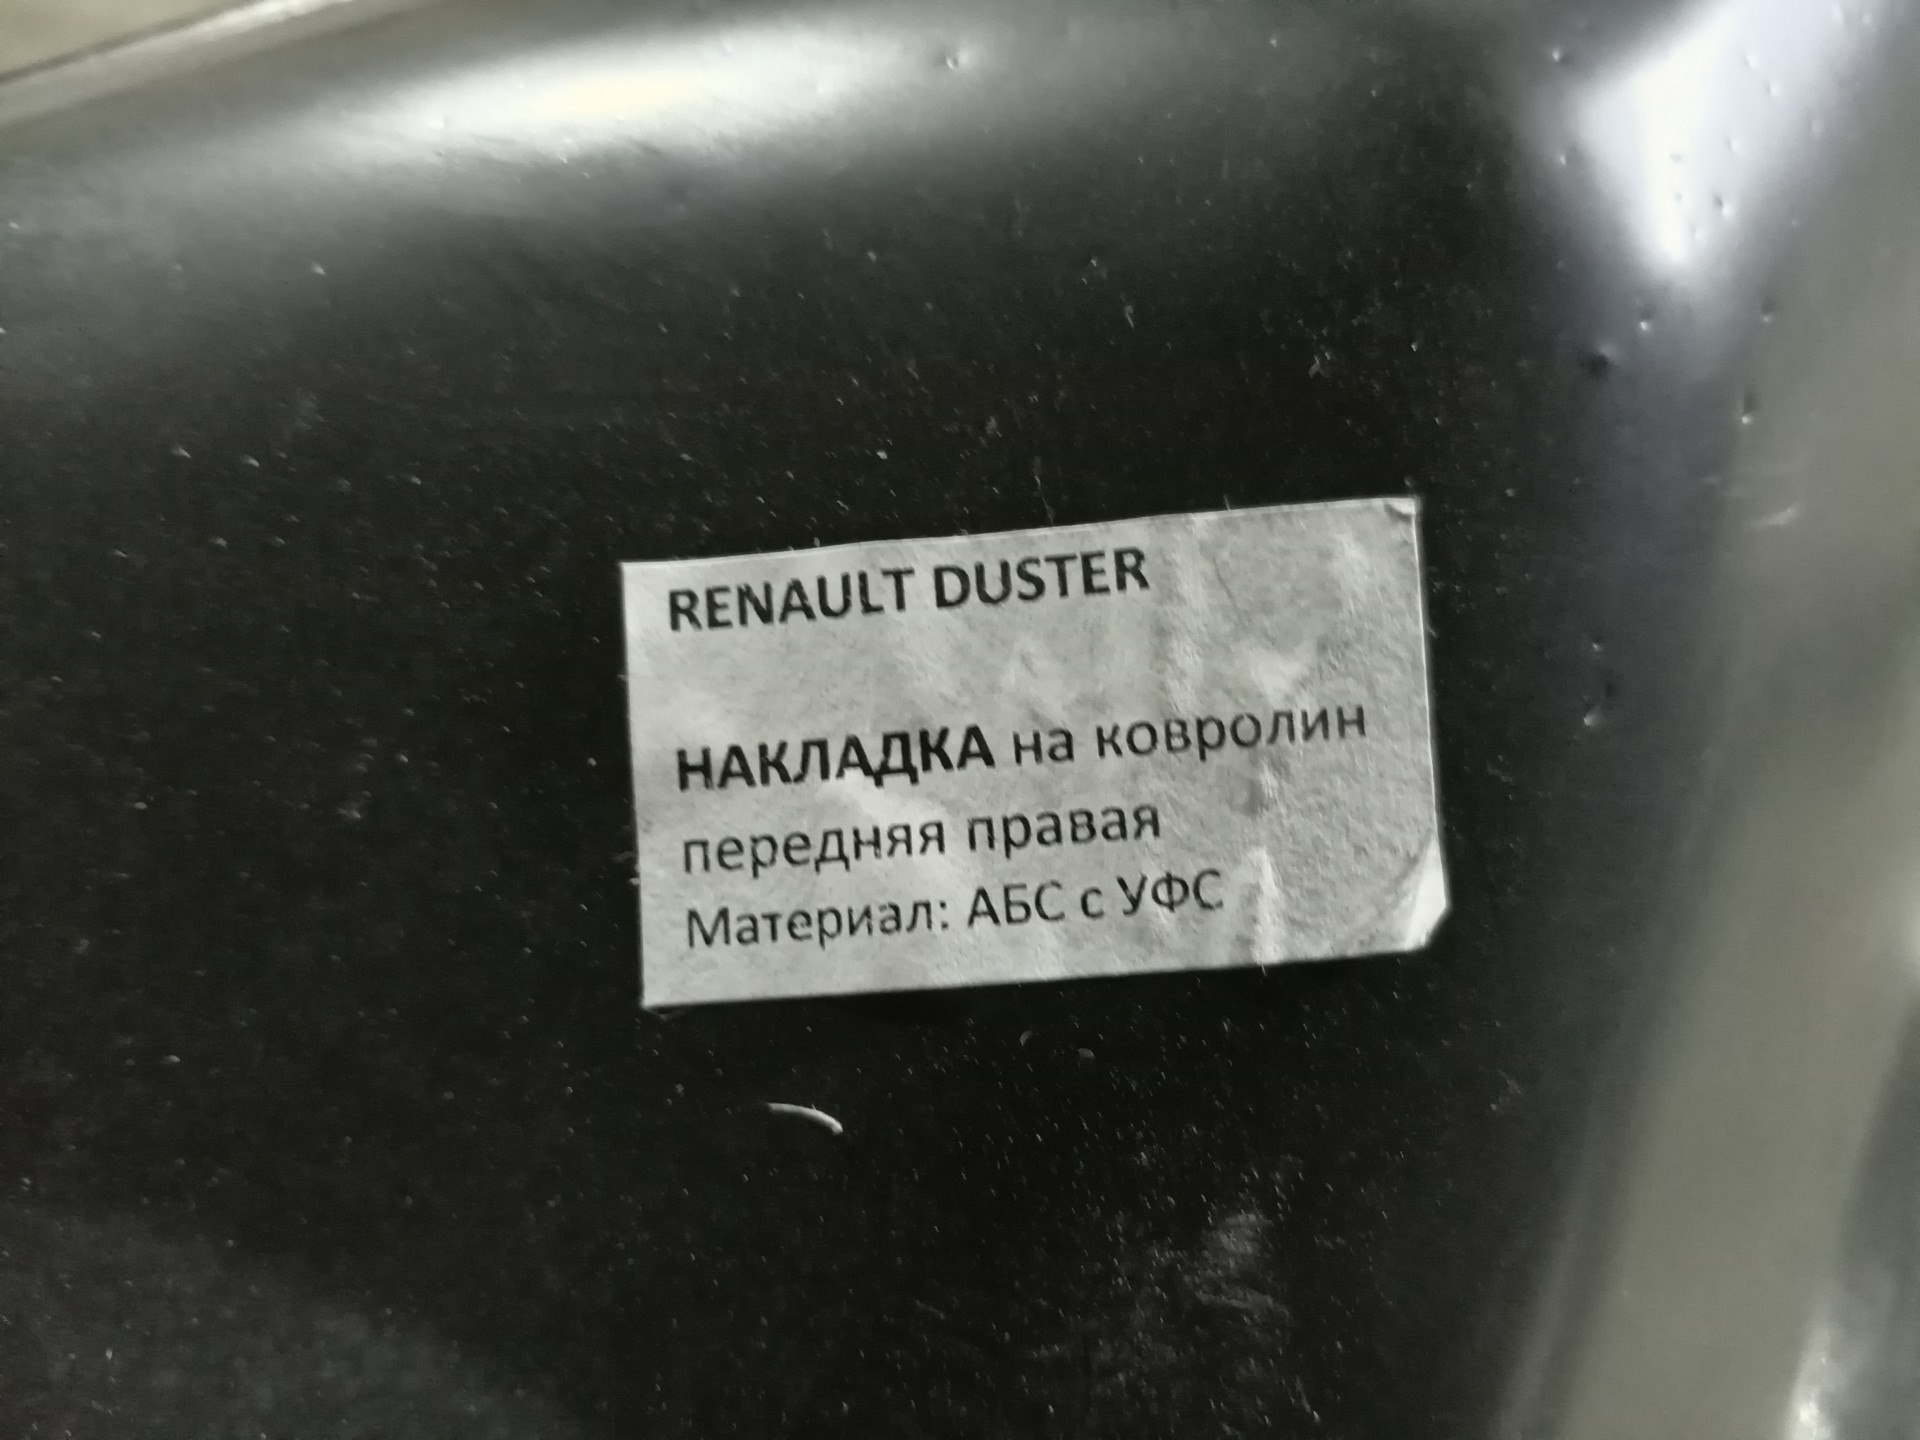 RENAULT DUSTER
НАКЛАДКА на ковролин
передняя правая
Материал: АБС с УФС